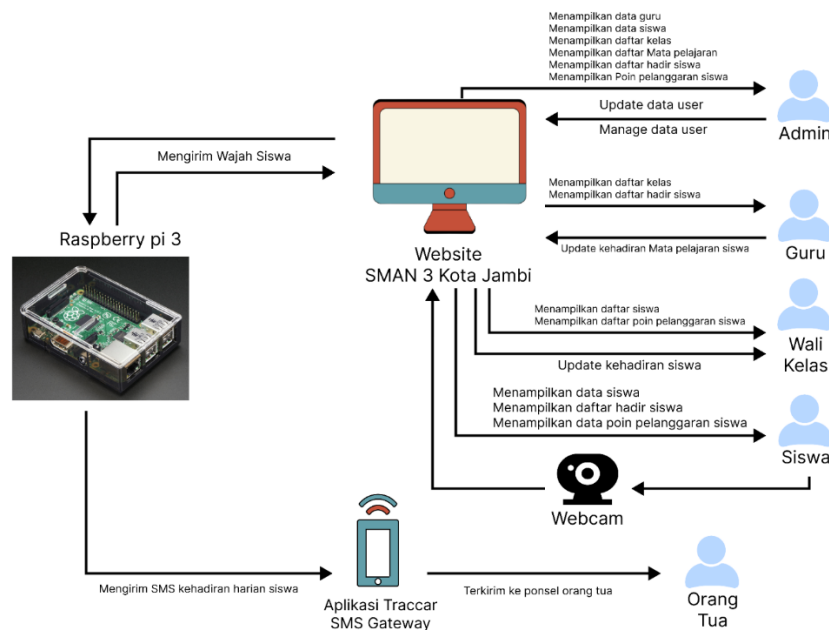 Menampilkan data guru
Menampilkan data siswa
Menampilkan daftar kelas
Menampilkan daftar Mata pelajaran
Menampilkan daftar hadir siswa
Menampilkan Poin pelanggaran siswa
Update data user
Manage data user
Admin
Mengirim Wajah Siswa
Raspberry pi 3
Website
SMAN 3 Kota Jambi
Menampilkan daftar kelas
Menampilkan daftar hadir siswa
Update kehadiran Mata pelajaran siswa
Guru
Menampilkan daftar siswa
Menampilkan daftar poin pelanggaran siswa
Update kehadiran siswa
Wali
Kelas
Menampilkan data siswa
Menampilkan daftar hadir siswa
Menampilkan data poin pelanggaran siswa
Siswa
Webcam
Mengirim SMS kehadiran harian siswa
Aplikasi Traccar
SMS Gateway
Terkirim ke ponsel orang tua
Orang
Tua